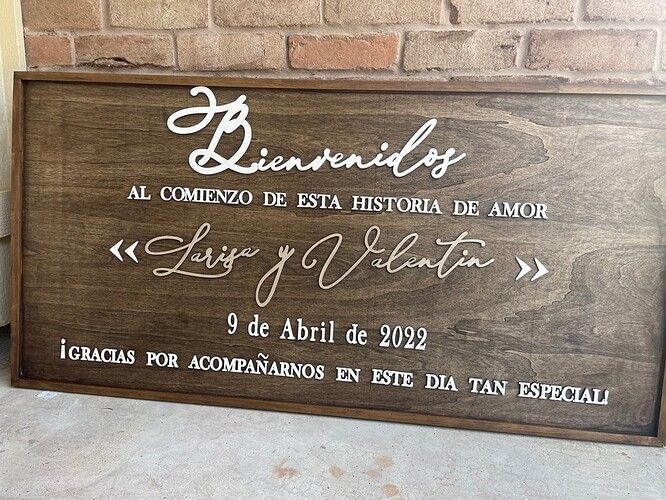 Bienvenidos
AL COMIENZO DE ESTA HISTORIA DE AMOR
«Larisa y Valentin»
9 de Abril de 2022
¡GRACIAS POR ACOMPAÑARNOS EN ESTE DIA TAN ESPECIAL!